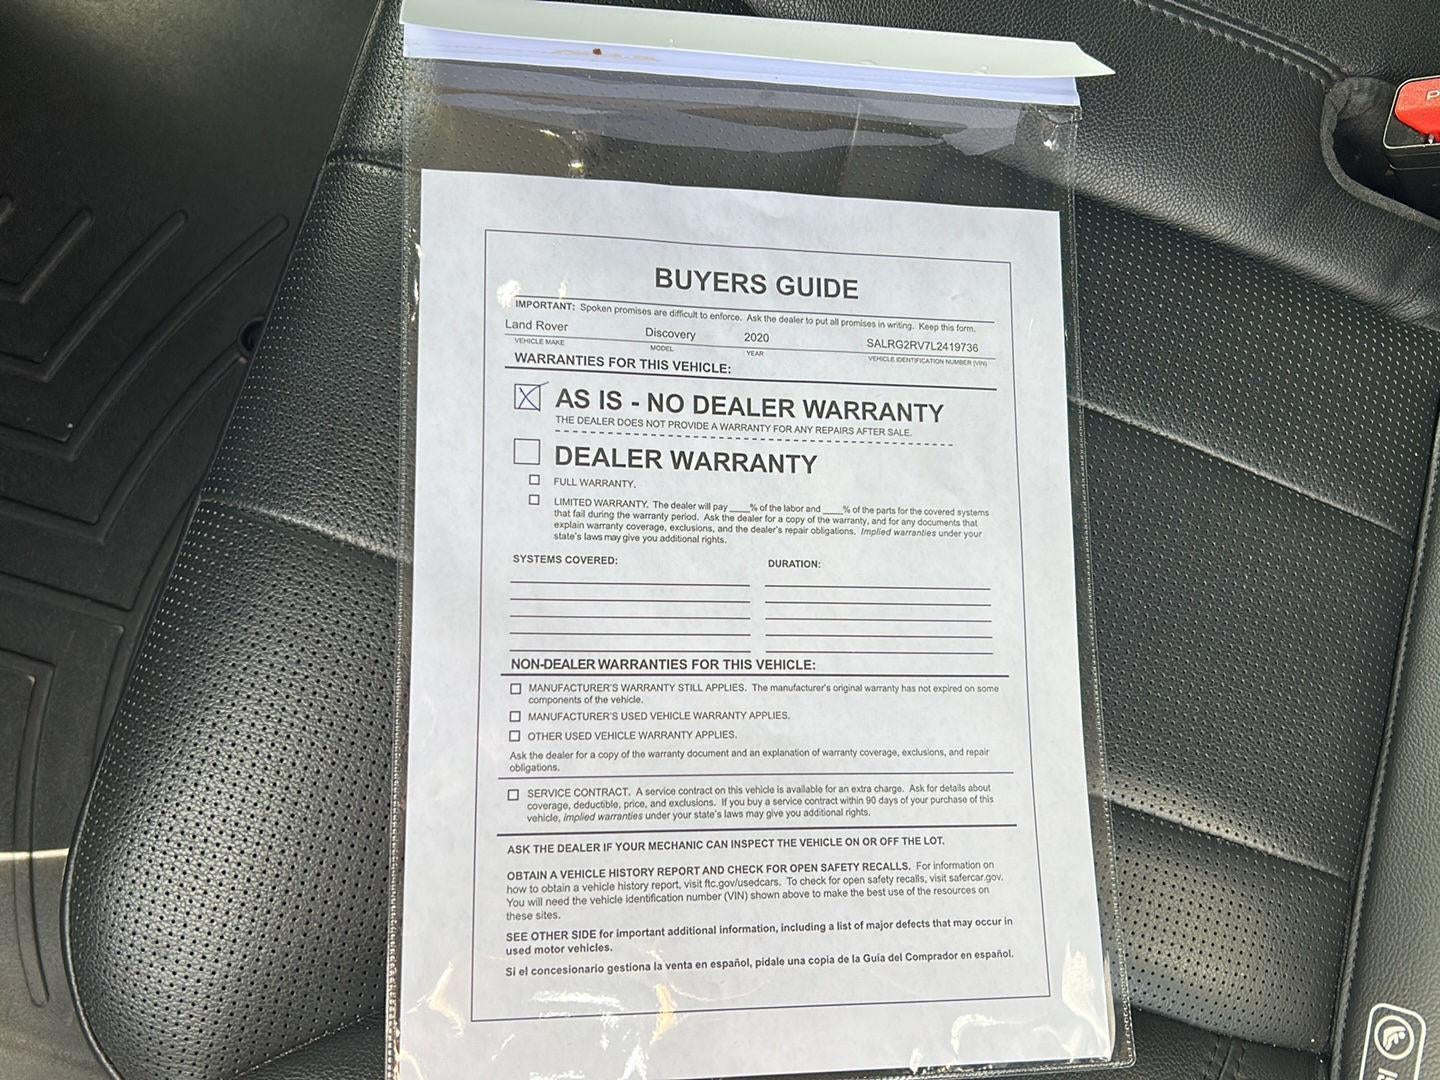 BUYERS GUIDE
IMPORTANT: Spoken promises are difficult to enforce. Ask the dealer to put all promises in writing. Keep this form.
Land Rover Discovery 2020 SALRG2RV7L2419736
VEHICLE MAKE MODEL YEAR VEHICLE IDENTIFICATION NUMBER (VIN)
WARRANTIES FOR THIS VEHICLE:
AS IS - NO DEALER WARRANTY
THE DEALER DOES NOT PROVIDE A WARRANTY FOR ANY REPAIRS AFTER SALE.
DEALER WARRANTY
FULL WARRANTY.
LIMITED WARRANTY. The dealer will pay ____% of the labor and ____% of the parts for the covered systems
that fail during the warranty period. Ask the dealer for a copy of the warranty, and for any documents that
explain warranty coverage, exclusions, and the dealer's repair obligations. Implied warranties under your
state's laws may give you additional rights.
SYSTEMS COVERED: DURATION:
NON-DEALER WARRANTIES FOR THIS VEHICLE:
MANUFACTURER'S WARRANTY STILL APPLIES. The manufacturer's original warranty has not expired on some
components of the vehicle.
MANUFACTURER'S USED VEHICLE WARRANTY APPLIES.
OTHER USED VEHICLE WARRANTY APPLIES.
Ask the dealer for a copy of the warranty document and an explanation of warranty coverage, exclusions, and repair
obligations.
SERVICE CONTRACT. A service contract on this vehicle is available for an extra charge. Ask for details about
coverage, deductible, price, and exclusions. If you buy a service contract within 90 days of your purchase of this
vehicle, implied warranties under your state's laws may give you additional rights.
ASK THE DEALER IF YOUR MECHANIC CAN INSPECT THE VEHICLE ON OR OFF THE LOT.
OBTAIN A VEHICLE HISTORY REPORT AND CHECK FOR OPEN SAFETY RECALLS. For information on
how to obtain a vehicle history report, visit ftc.gov/usedcars. To check for open safety recalls, visit safercar.gov.
You will need the vehicle identification number (VIN) shown above to make the best use of the resources on
these sites.
SEE OTHER SIDE for important additional information, including a list of major defects that may occur in
used motor vehicles.
Si el concesionario gestiona la venta en español, pídale una copia de la Guía del Comprador en español.